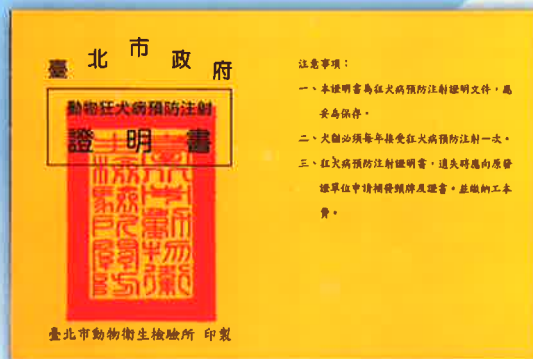 臺北市政府
動物狂犬病預防注射
證明書
臺北市動物衛生檢驗所 印製
注意事項：
一、本證明書為狂犬病預防注射證明文件，應
妥為保存。
二、犬貓必須每年接受狂犬病預防注射一次。
三、狂犬病預防注射證明書，遺失時應向原發
證單位申請補發頸牌及證書。並繳納工本
費。